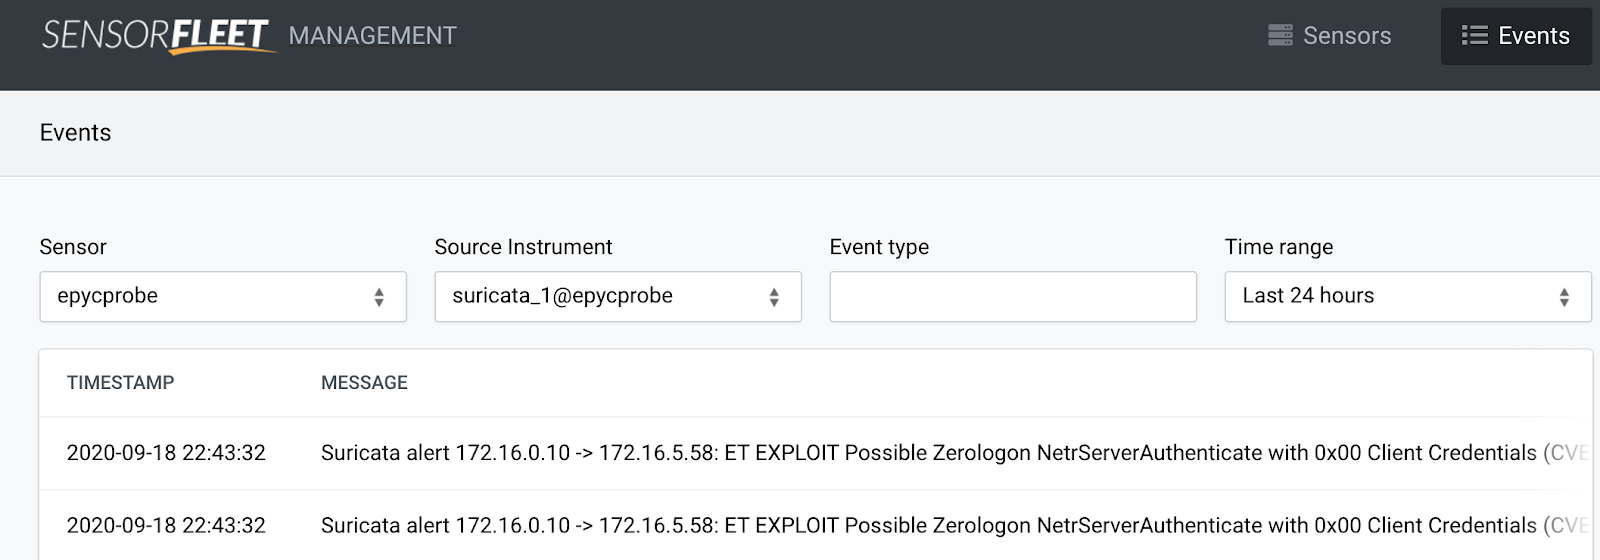 SENSORFLEET MANAGEMENT Sensors Events
Events
Sensor Source Instrument Event type Time range
epycprobe suricata_1@epycprobe Last 24 hours
TIMESTAMP MESSAGE
2020-09-18 22:43:32 Suricata alert 172.16.0.10 -> 172.16.5.58: ET EXPLOIT Possible Zerologon NetrServerAuthenticate with 0x00 Client Credentials (CVE
2020-09-18 22:43:32 Suricata alert 172.16.0.10 -> 172.16.5.58: ET EXPLOIT Possible Zerologon NetrServerAuthenticate with 0x00 Client Credentials (CVE